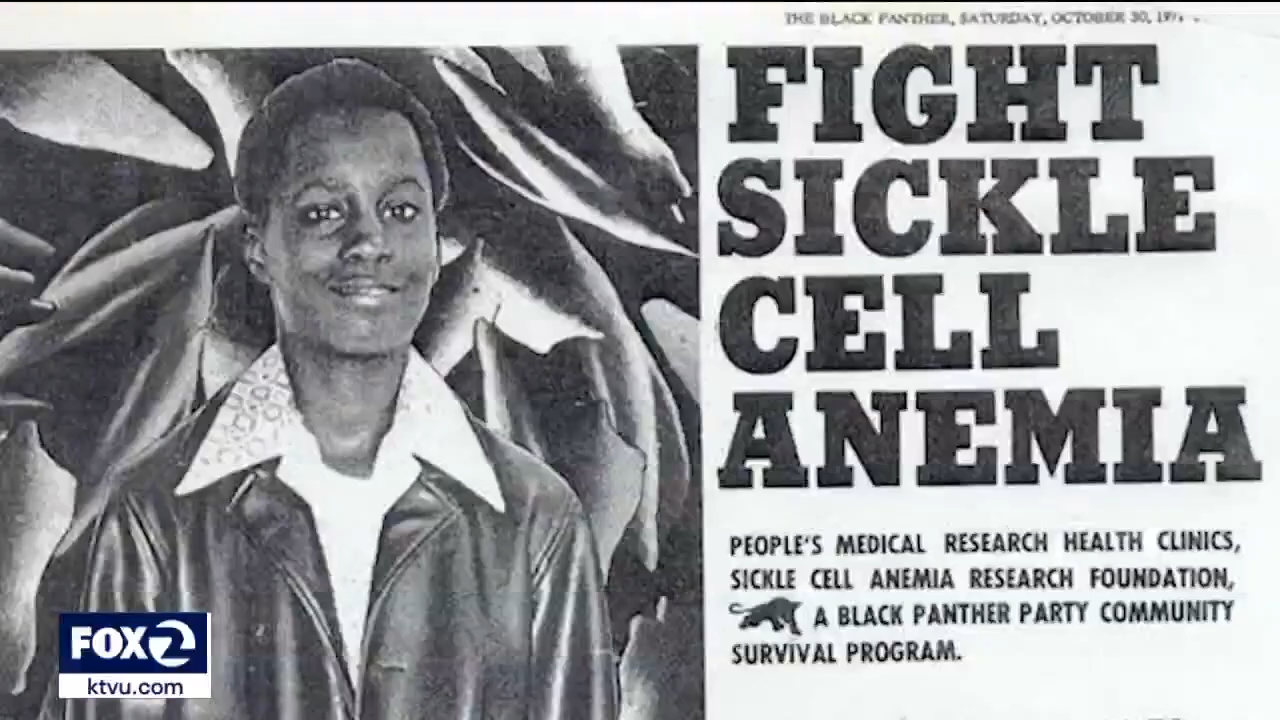 THE BLACK PANTHER, SATURDAY, OCTOBER 30,
FIGHT
SICKLE
CELL
ANEMIA
PEOPLE'S MEDICAL RESEARCH HEALTH CLINICS,
SICKLE CELL ANEMIA RESEARCH FOUNDATION,
A BLACK PANTHER PARTY COMMUNITY
SURVIVAL PROGRAM.
FOX 2
ktvu.com